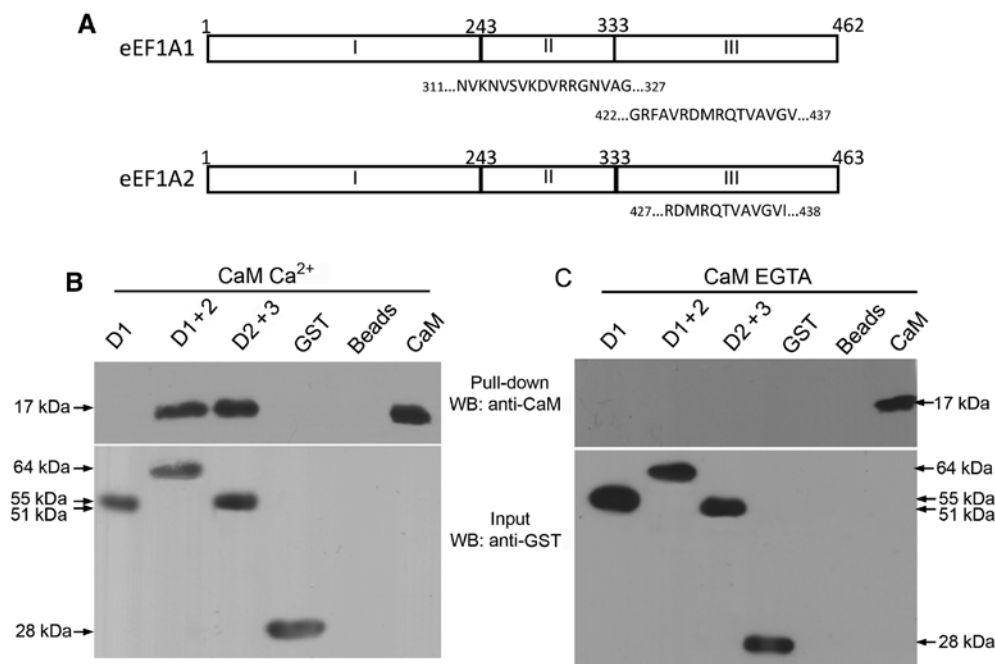 A
1 243 333 462
eEF1A1 I II III
311...NVKNVSVKDVRRGNVAG...327
422...GRFAVRDMRQTVAVGV...437
1 243 333 463
eEF1A2 I II III
427...RDMRQTVAVGVI...438
B
CaM Ca2+
D1 D1+2 D2+3 GST Beads CaM
17 kDa
64 kDa
55 kDa
51 kDa
28 kDa
Pull-down
WB: anti-CaM
Input
WB: anti-GST
C
CaM EGTA
D1 D1+2 D2+3 GST Beads CaM
17 kDa
64 kDa
55 kDa
51 kDa
28 kDa